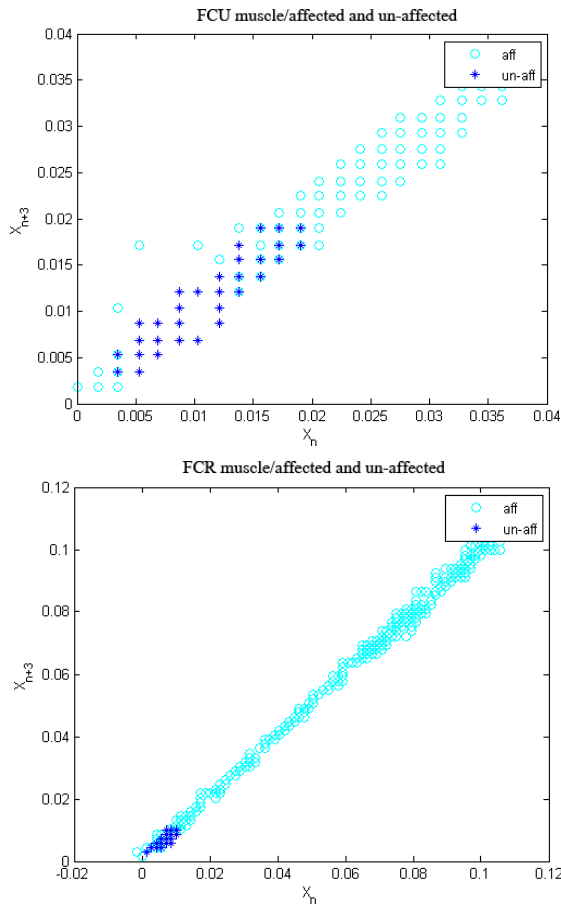 FCU muscle/affected and un-affected
0.04
0.035
0.03
0.025
0.02
0.015
0.01
0.005
0
X_{n+3}
aff
un-aff
0 0.005 0.01 0.015 0.02 0.025 0.03 0.035 0.04
X_n
FCR muscle/affected and un-affected
0.12
0.1
0.08
0.06
0.04
0.02
0
X_{n+3}
aff
un-aff
-0.02 0 0.02 0.04 0.06 0.08 0.1 0.12
X_n